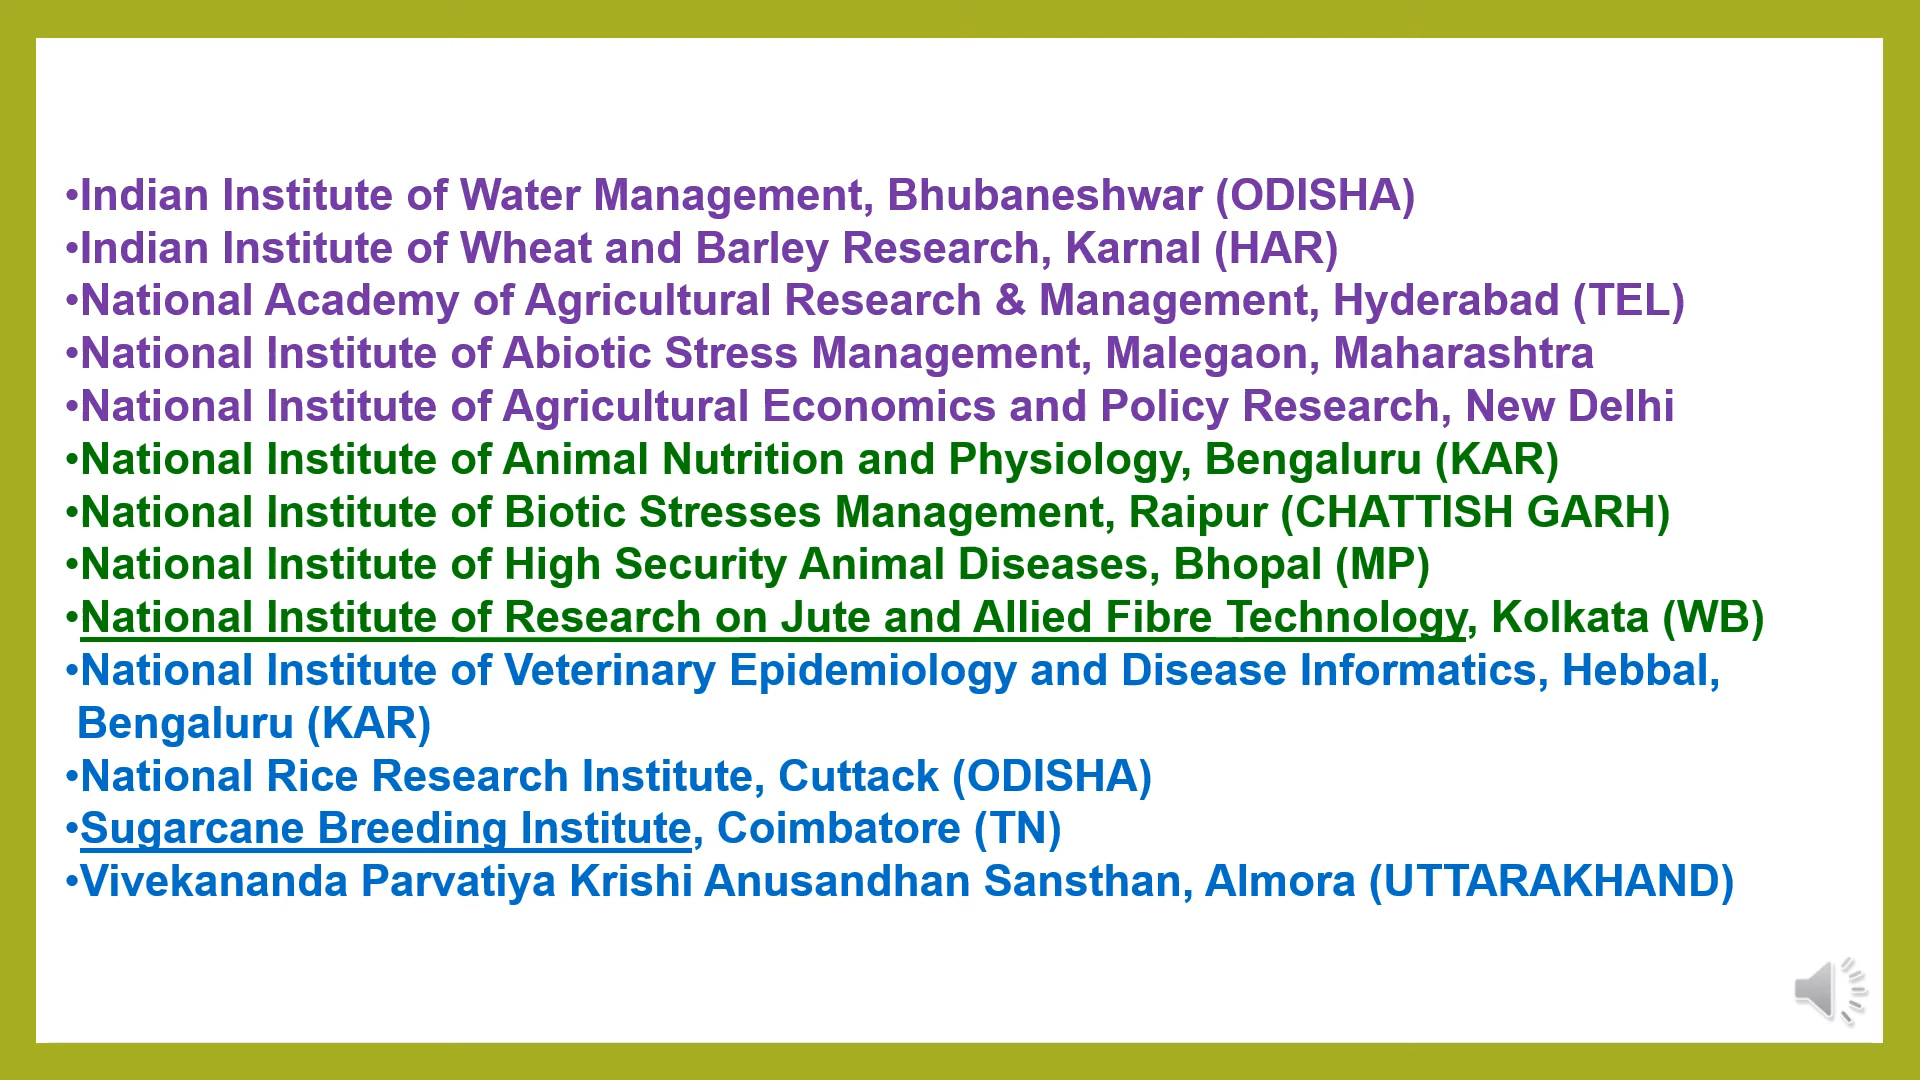 •Indian Institute of Water Management, Bhubaneshwar (ODISHA)
•Indian Institute of Wheat and Barley Research, Karnal (HAR)
•National Academy of Agricultural Research & Management, Hyderabad (TEL)
•National Institute of Abiotic Stress Management, Malegaon, Maharashtra
•National Institute of Agricultural Economics and Policy Research, New Delhi
•National Institute of Animal Nutrition and Physiology, Bengaluru (KAR)
•National Institute of Biotic Stresses Management, Raipur (CHATTISH GARH)
•National Institute of High Security Animal Diseases, Bhopal (MP)
•National Institute of Research on Jute and Allied Fibre Technology, Kolkata (WB)
•National Institute of Veterinary Epidemiology and Disease Informatics, Hebbal,
Bengaluru (KAR)
•National Rice Research Institute, Cuttack (ODISHA)
•Sugarcane Breeding Institute, Coimbatore (TN)
•Vivekananda Parvatiya Krishi Anusandhan Sansthan, Almora (UTTARAKHAND)